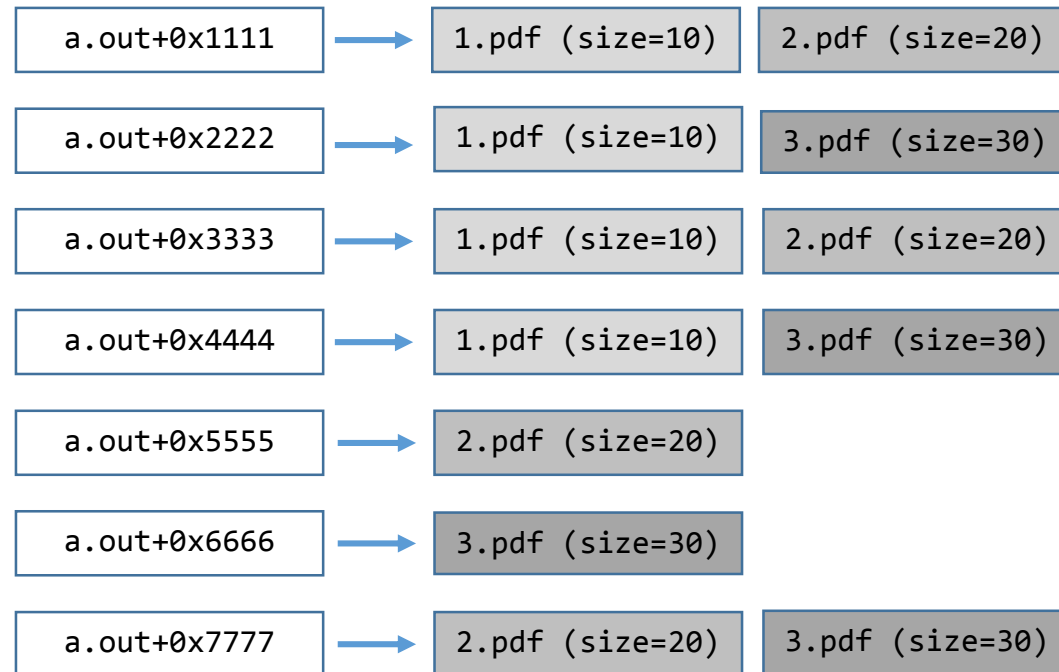 a.out+0x1111 1.pdf (size=10) 2.pdf (size=20)
a.out+0x2222 1.pdf (size=10) 3.pdf (size=30)
a.out+0x3333 1.pdf (size=10) 2.pdf (size=20)
a.out+0x4444 1.pdf (size=10) 3.pdf (size=30)
a.out+0x5555 2.pdf (size=20)
a.out+0x6666 3.pdf (size=30)
a.out+0x7777 2.pdf (size=20) 3.pdf (size=30)